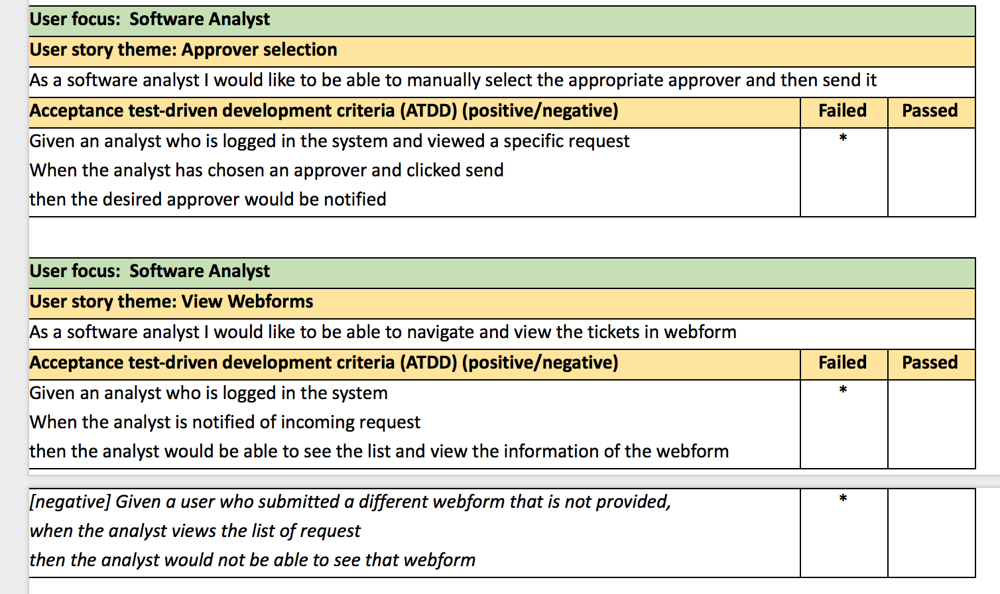 User focus:  Software Analyst
User story theme: Approver selection
As a software analyst I would like to be able to manually select the appropriate approver and then send it
Acceptance test-driven development criteria (ATDD) (positive/negative) Failed Passed
Given an analyst who is logged in the system and viewed a specific request *
When the analyst has chosen an approver and clicked send
then the desired approver would be notified
User focus:  Software Analyst
User story theme: View Webforms
As a software analyst I would like to be able to navigate and view the tickets in webform
Acceptance test-driven development criteria (ATDD) (positive/negative) Failed Passed
Given an analyst who is logged in the system *
When the analyst is notified of incoming request
then the analyst would be able to see the list and view the information of the webform
[negative] Given a user who submitted a different webform that is not provided, *
when the analyst views the list of request
then the analyst would not be able to see that webform